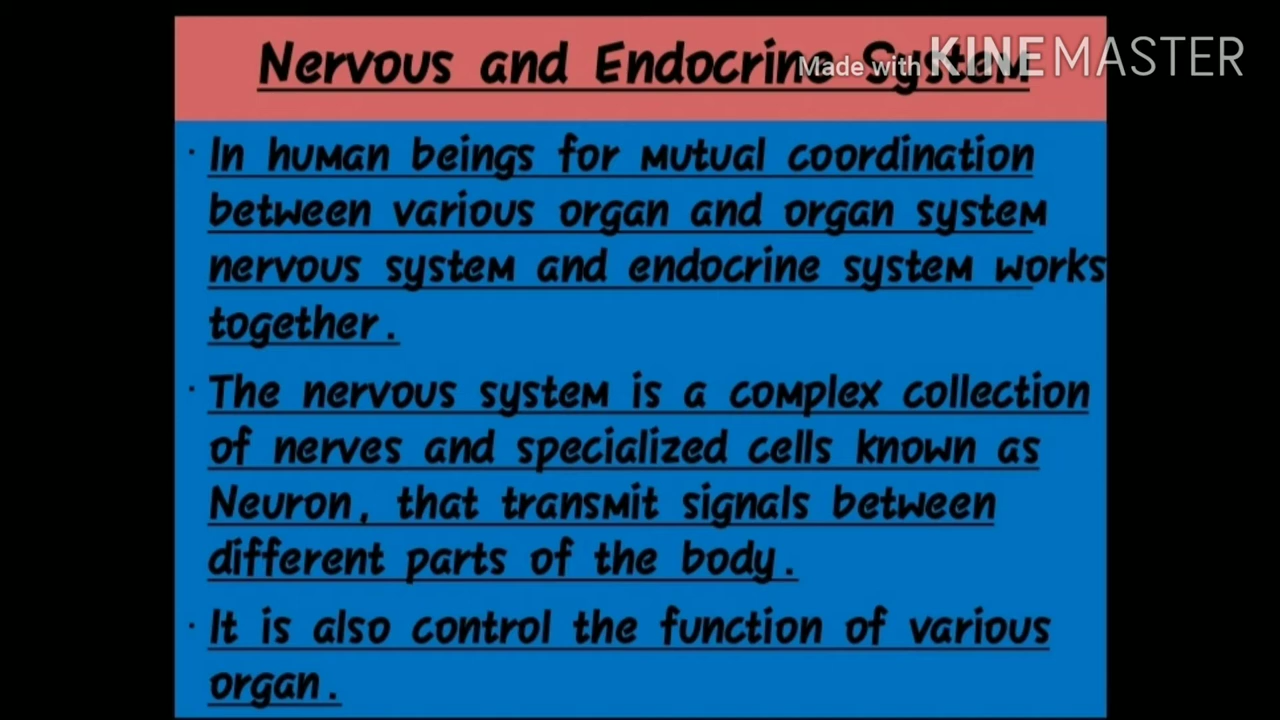 Nervous and Endocrine System
Made with KINEMASTER
· In human beings for mutual coordination
between various organ and organ system
nervous system and endocrine system works
together.
· The nervous system is a complex collection
of nerves and specialized cells known as
Neuron, that transmit signals between
different parts of the body.
· It is also control the function of various
organ.